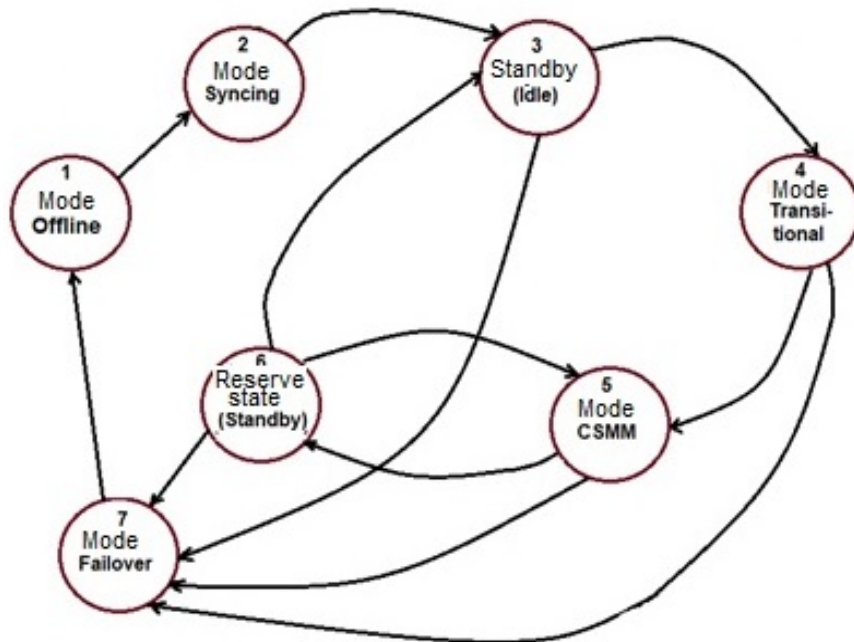 1
Mode
Offline
2
Mode
Syncing
3
Standby
(Idle)
4
Mode
Transi-
tional
5
Mode
CSMM
6
Reserve
state
(Standby)
7
Mode
Failover